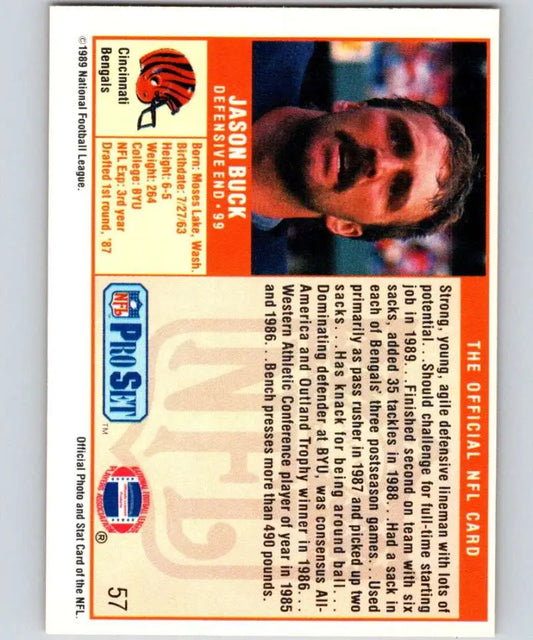 THE OFFICIAL NFL CARD
JASON BUCK
DEFENSIVE END • 99
Cincinnati
Bengals
Born: Moses Lake, Wash.
Birthdate: 7/27/63
Height: 6-5
Weight: 264
College: BYU
NFL Exp: 3rd year
Drafted 1st round, '87
Strong, young, agile defensive lineman with lots of
potential. . .Should challenge for full-time starting
job in 1989. . .Finished second on team with six
sacks, added 35 tackles in 1988. . .Had a sack in
each of Bengals' three postseason games. . .Used
primarily as pass rusher in 1987 and picked up two
sacks. . .Has knack for being around ball. . .
Dominating defender at BYU, was consensus All-
America and Outland Trophy winner in 1986. . .
Western Athletic Conference player of year in 1985
and 1986. . .Bench presses more than 490 pounds.
NFL
NFL
PRO SET
™
®
57
©1989 National Football League.
Official Photo and Stat Card of the NFL.